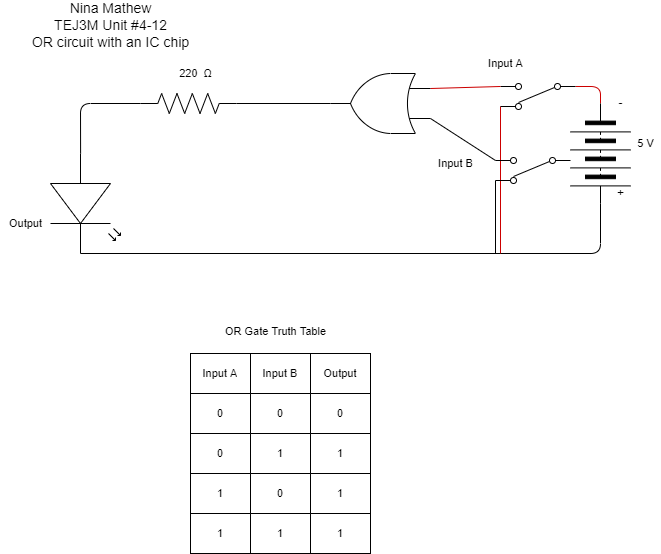 Nina Mathew
TEJ3M Unit #4-12
OR circuit with an IC chip
220 Ω
Input A
-
5 V
Input B
+
Output
OR Gate Truth Table
Input A Input B Output
0 0 0
0 1 1
1 0 1
1 1 1